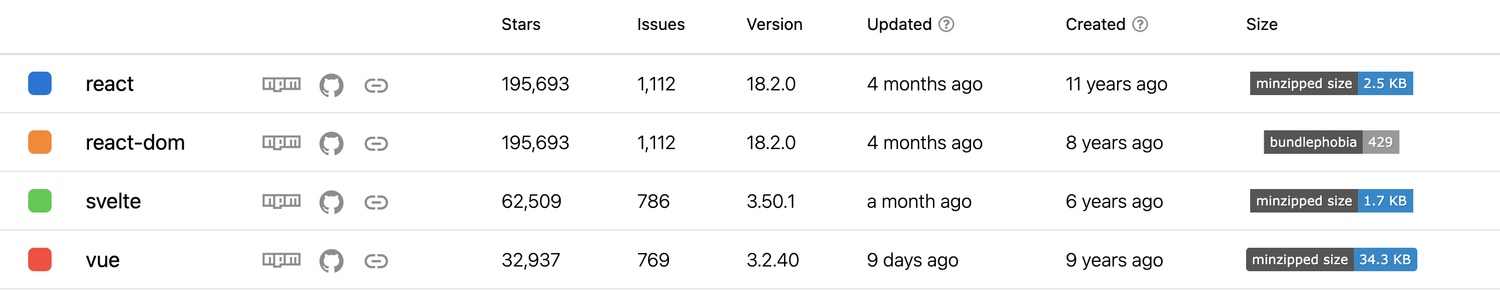 Stars Issues Version Updated ? Created ? Size
react npm 195,693 1,112 18.2.0 4 months ago 11 years ago minzipped size 2.5 KB
react-dom npm 195,693 1,112 18.2.0 4 months ago 8 years ago bundlephobia 429
svelte npm 62,509 786 3.50.1 a month ago 6 years ago minzipped size 1.7 KB
vue npm 32,937 769 3.2.40 9 days ago 9 years ago minzipped size 34.3 KB